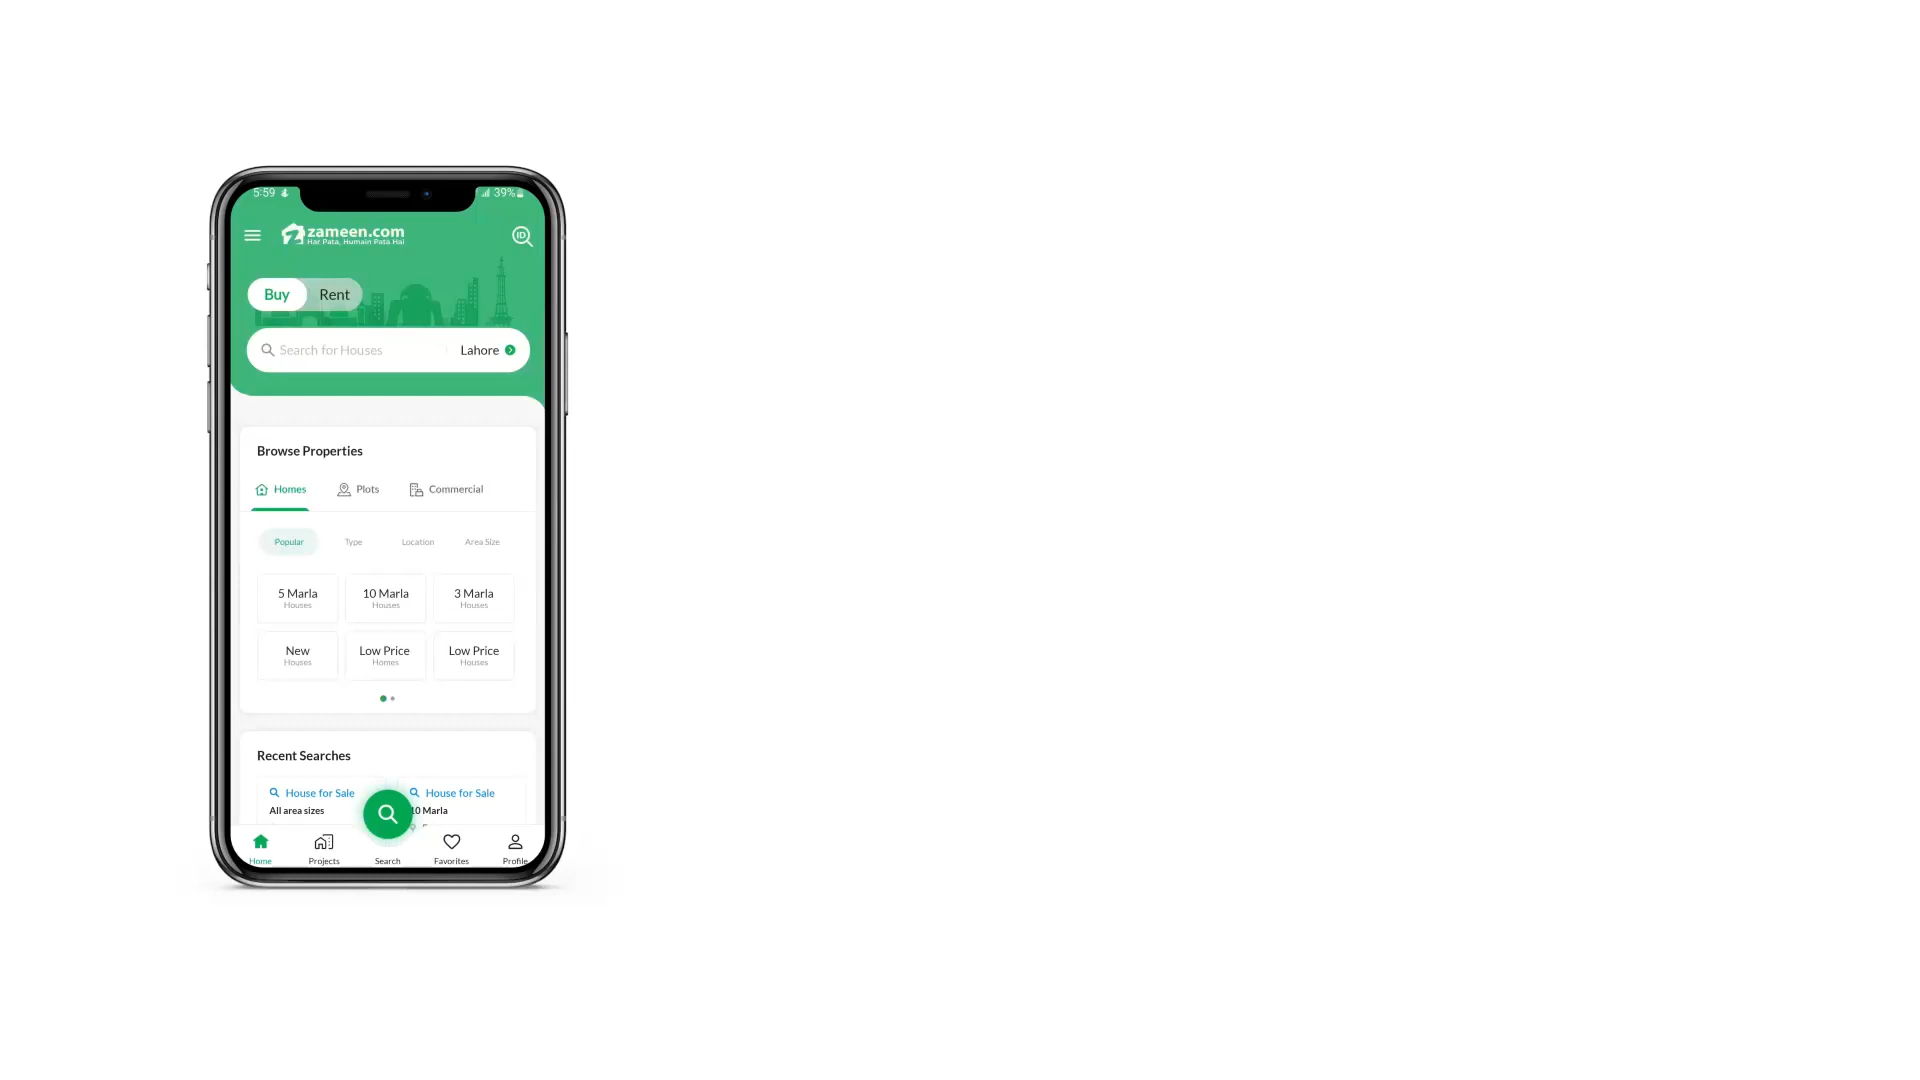 5:59 39%
zameen.com
Har Pata, Humain Pata Hai
ID
Buy Rent
Search for Houses Lahore
Browse Properties
Homes Plots Commercial
Popular Type Location Area Size
5 Marla 10 Marla 3 Marla
Houses Houses Houses
New Low Price Low Price
Houses Homes Houses
Recent Searches
House for Sale House for Sale
All area sizes 10 Marla
Home Projects Search Favorites Profile